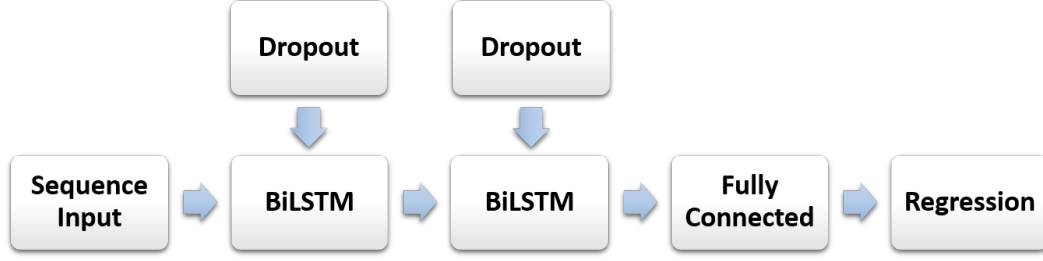 Dropout
Dropout
Sequence
Input
BiLSTM
BiLSTM
Fully
Connected
Regression